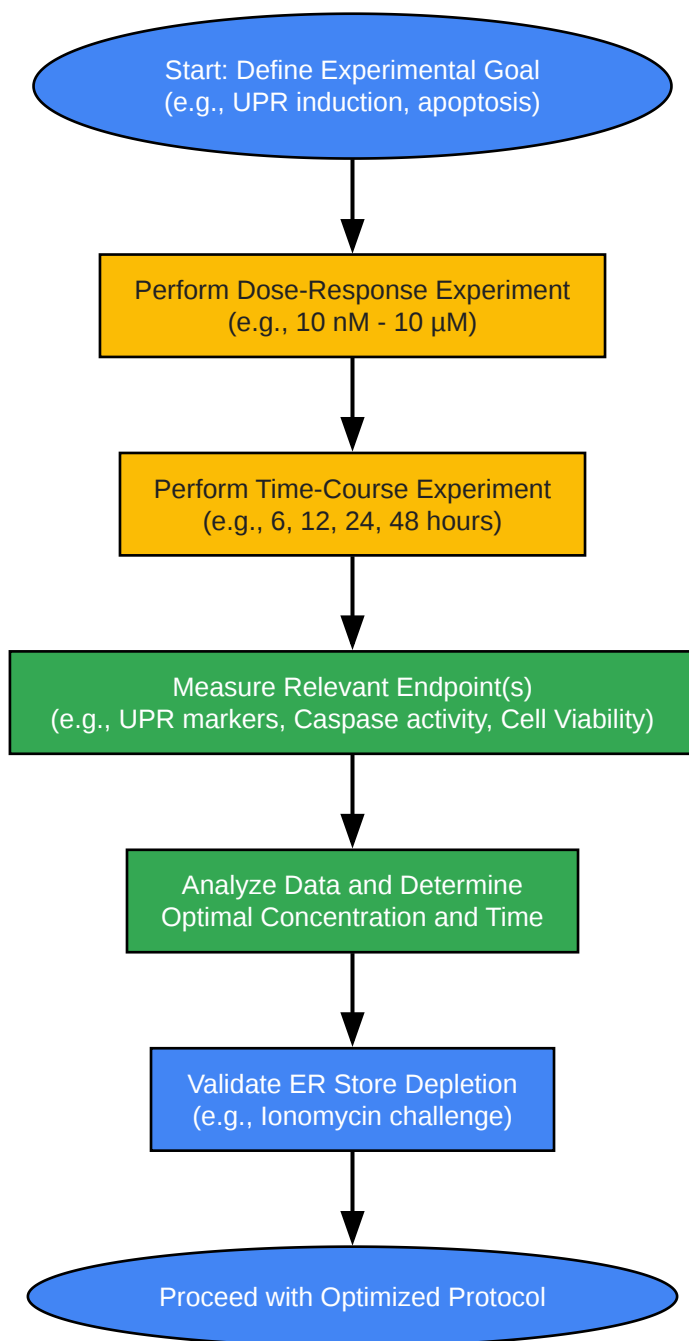 Start: Define Experimental Goal
(e.g., UPR induction, apoptosis)
Perform Dose-Response Experiment
(e.g., 10 nM - 10 µM)
Perform Time-Course Experiment
(e.g., 6, 12, 24, 48 hours)
Measure Relevant Endpoint(s)
(e.g., UPR markers, Caspase activity, Cell Viability)
Analyze Data and Determine
Optimal Concentration and Time
Validate ER Store Depletion
(e.g., Ionomycin challenge)
Proceed with Optimized Protocol